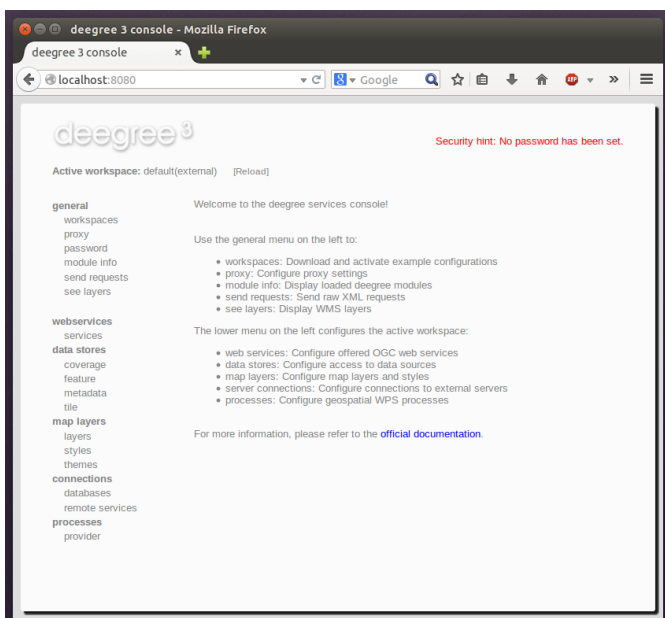 deegree 3 console - Mozilla Firefox
deegree 3 console
localhost:8080
Google
ABP
deegree 3
Security hint: No password has been set.
Active workspace: default(external) [Reload]
general
workspaces
proxy
password
module info
send requests
see layers
webservices
services
data stores
coverage
feature
metadata
tile
map layers
layers
styles
themes
connections
databases
remote services
processes
provider
Welcome to the deegree services console!
Use the general menu on the left to:
• workspaces: Download and activate example configurations
• proxy: Configure proxy settings
• module info: Display loaded deegree modules
• send requests: Send raw XML requests
• see layers: Display WMS layers
The lower menu on the left configures the active workspace:
• web services: Configure offered OGC web services
• data stores: Configure access to data sources
• map layers: Configure map layers and styles
• server connections: Configure connections to external servers
• processes: Configure geospatial WPS processes
For more information, please refer to the official documentation.